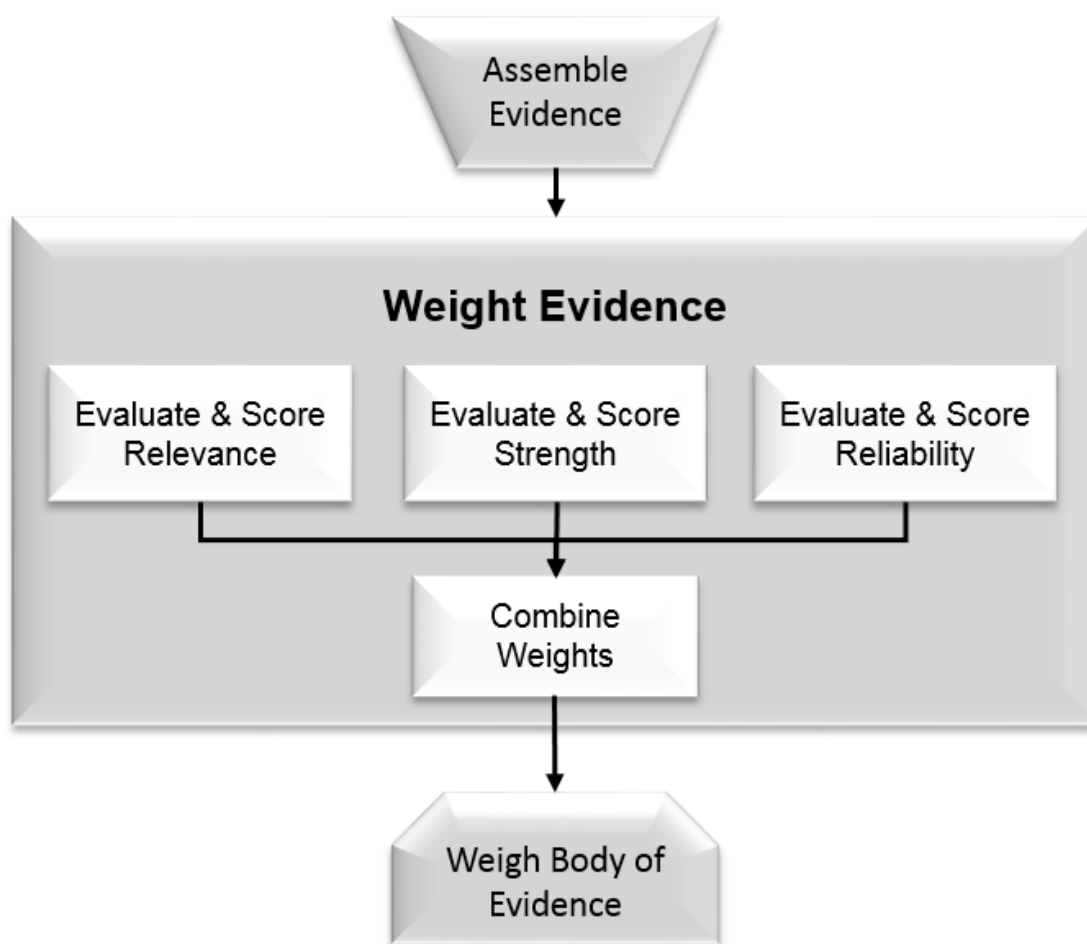 Assemble
Evidence
Weight Evidence
Evaluate & Score
Relevance
Evaluate & Score
Strength
Evaluate & Score
Reliability
Combine
Weights
Weigh Body of
Evidence